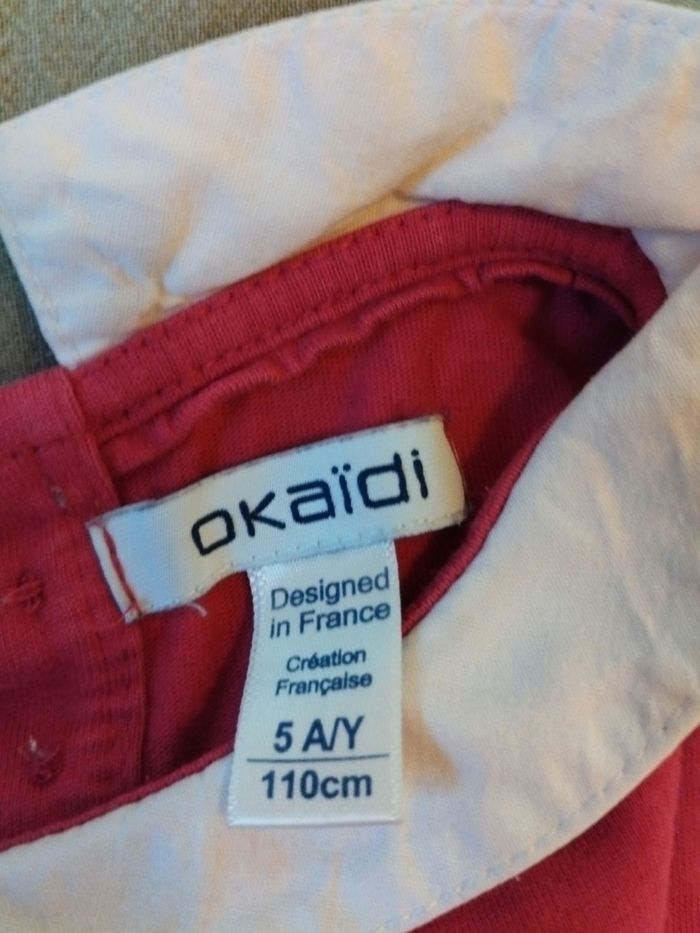 okaïdi
Designed
in France
Création
Française
5 A/Y
110cm